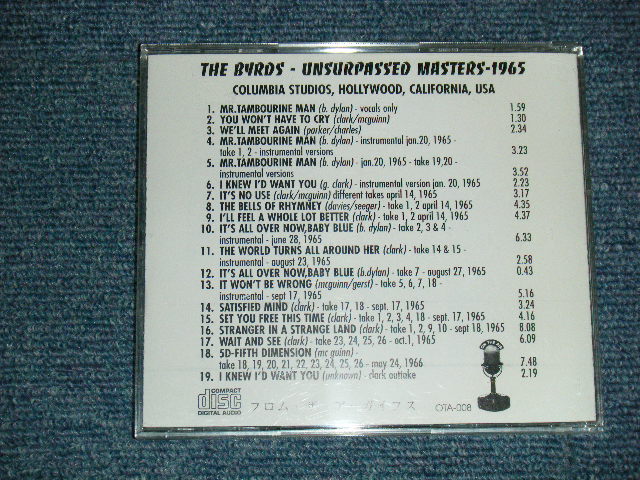 THE BYRDS - UNSURPASSED MASTERS-1965
COLUMBIA STUDIOS, HOLLYWOOD, CALIFORNIA, USA
1. MR.TAMBOURINE MAN (b. dylan) - vocals only 1.59
2. YOU WON'T HAVE TO CRY (clark/mcguinn) 1.30
3. WE'LL MEET AGAIN (parker/charles) 2.34
4. MR.TAMBOURINE MAN (b. dylan) - instrumental jan.20, 1965 -
take 1, 2 - instrumental versions 3.23
5. MR.TAMBOURINE MAN (b. dylan) - jan.20, 1965 - take 19,20 -
instrumental versions 3.52
6. I KNEW I'D WANT YOU (g. clark) - instrumental version jan. 20, 1965 2.23
7. IT'S NO USE (clark/mcguinn) different takes april 14, 1965 3.17
8. THE BELLS OF RHYMNEY (davies/seeger) - take 1, 2 april 14, 1965 4.35
9. I'LL FEEL A WHOLE LOT BETTER (clark) - take 1, 2 april 14, 1965 4.37
10. IT'S ALL OVER NOW,BABY BLUE (b. dylan) - take 2, 3 & 4 -
instrumental - june 28, 1965 6.33
11. THE WORLD TURNS ALL AROUND HER (clark) - take 14 & 15 -
instrumental - august 23, 1965 2.58
12. IT'S ALL OVER NOW,BABY BLUE (b.dylan) - take 7 - august 27, 1965 0.43
13. IT WON'T BE WRONG (mcguinn/gerst) - take 5, 6, 7, 18 -
instrumental - sept 17, 1965 5.16
14. SATISFIED MIND (clark) - take 17, 18 - sept. 17, 1965 3.24
15. SET YOU FREE THIS TIME (clark) - take 1, 2, 3, 4, 18 - sept. 17, 1965 4.16
16. STRANGER IN A STRANGE LAND (clark) - take 1, 2, 9, 10 - sept 18, 1965 8.08
17. WAIT AND SEE (clark) - take 23, 24, 25, 26 - oct.1, 1965 6.09
18. 5D-FIFTH DIMENSION (mc guinn) -
take 18, 19, 20, 21, 22, 23, 24, 25, 26 - may 24, 1966 7.48
19. I KNEW I'D WANT YOU (unknown) - clark outtake 2.19
COMPACT
disc
DIGITAL AUDIO
フロム
OTA-008